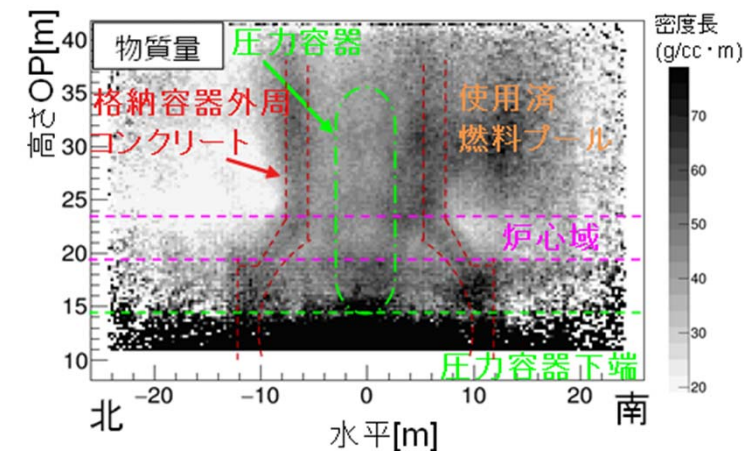 物質量
圧力容器
密度長
(g/cc・m)
高さOP[m]
40
35
30
25
20
15
10
格納容器外周
コンクリート
使用済
燃料プール
炉心域
圧力容器下端
70
60
50
40
30
20
−20
−10
0
10
20
北
南
水平[m]